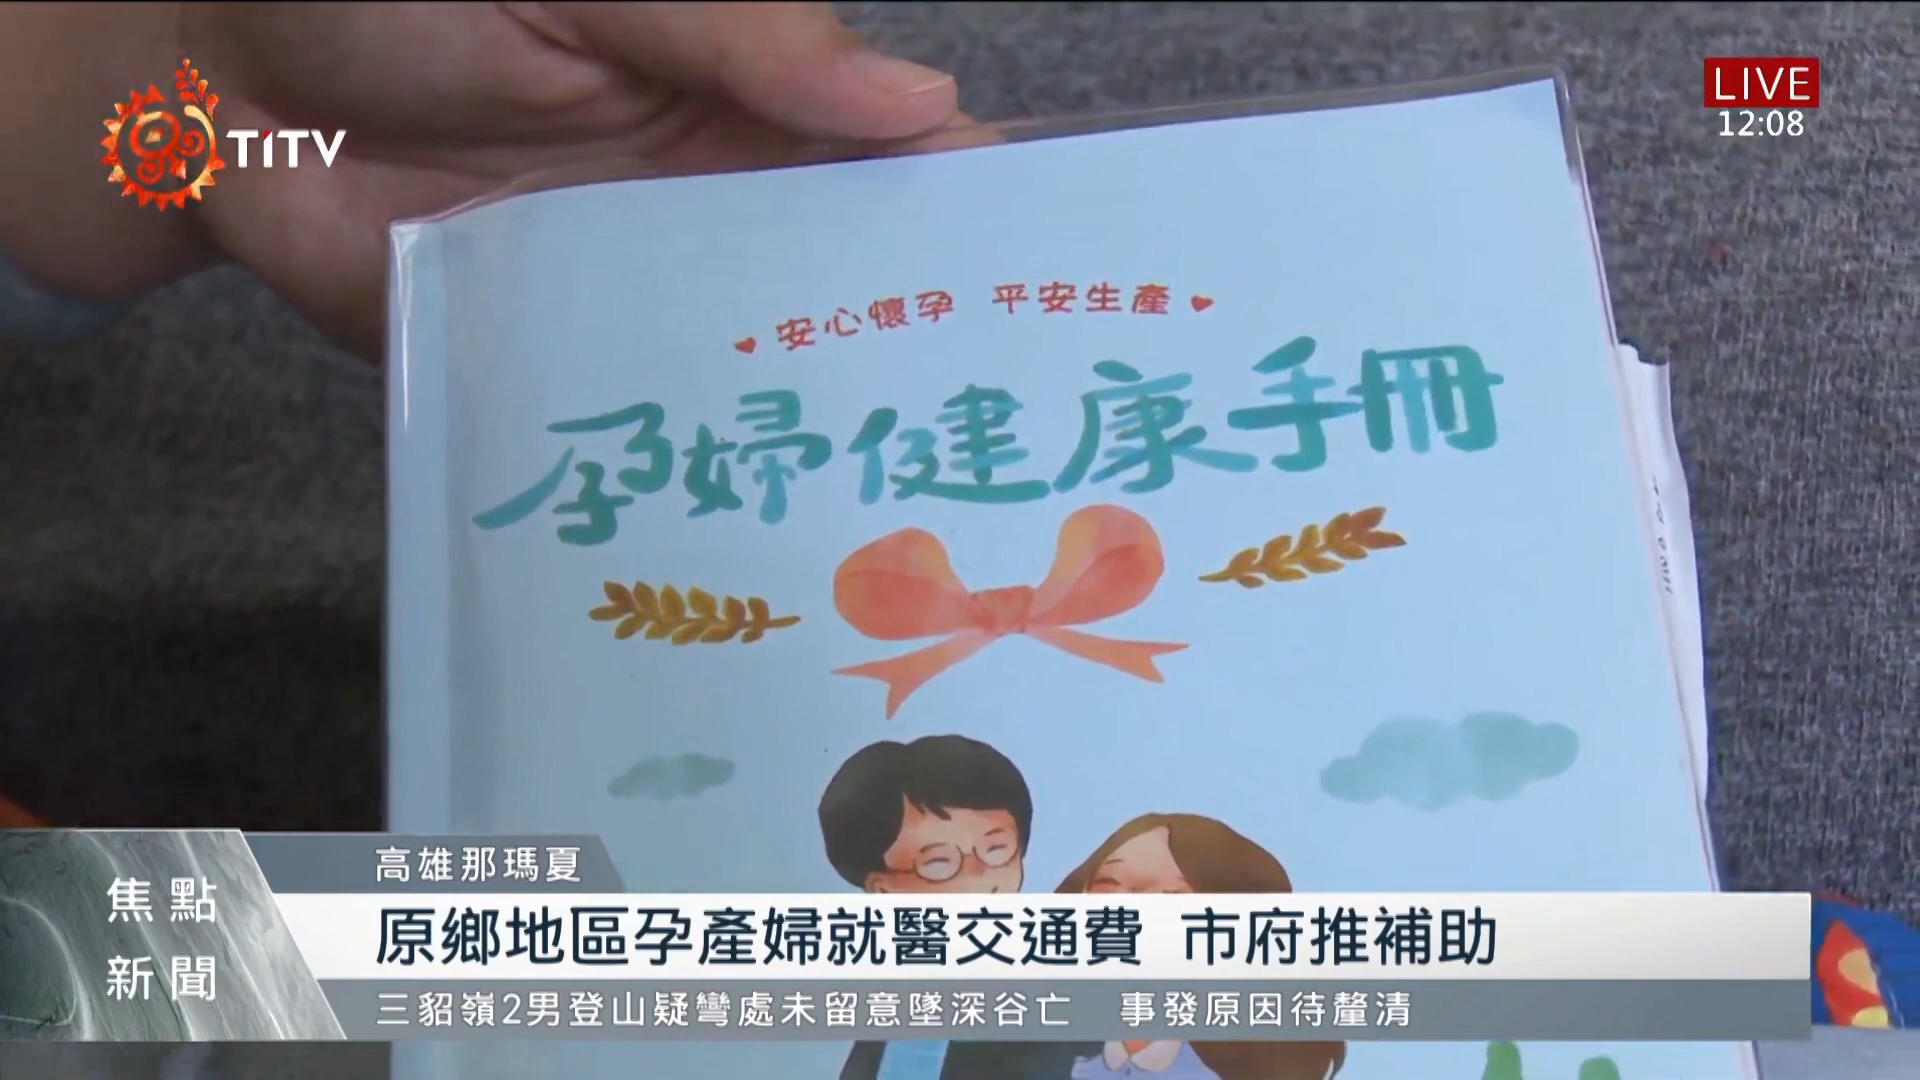 TiTV
LIVE
12:08
安心懷孕 平安生產
孕婦健康手冊
高雄那瑪夏
焦點
新聞
原鄉地區孕產婦就醫交通費 市府推補助
三貂嶺2男登山疑彎處未留意墜深谷亡 事發原因待釐清